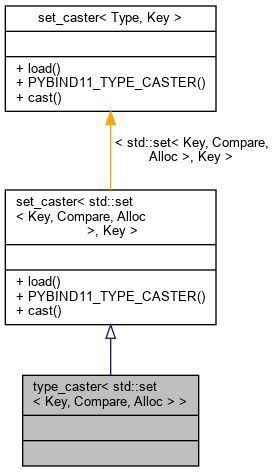 set_caster< Type, Key >
+ load()
+ PYBIND11_TYPE_CASTER()
+ cast()
< std::set< Key, Compare,
Alloc >, Key >
set_caster< std::set
< Key, Compare, Alloc
>, Key >
+ load()
+ PYBIND11_TYPE_CASTER()
+ cast()
type_caster< std::set
< Key, Compare, Alloc > >